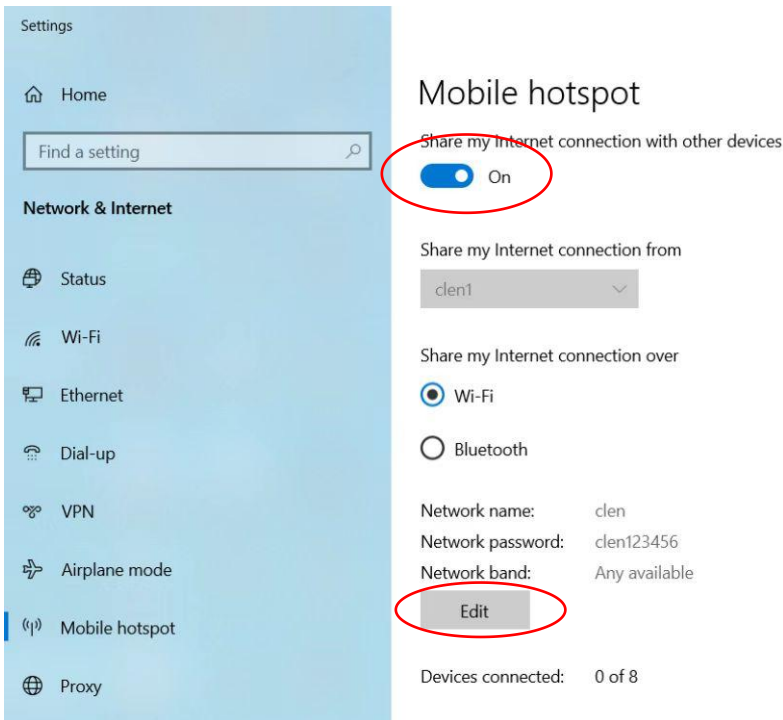 Settings
Home
Find a setting
Network & Internet
Status
Wi-Fi
Ethernet
Dial-up
VPN
Airplane mode
Mobile hotspot
Proxy
Mobile hotspot
Share my Internet connection with other devices
On
Share my Internet connection from
clen1
Share my Internet connection over
Wi-Fi
Bluetooth
Network name: clen
Network password: clen123456
Network band: Any available
Edit
Devices connected: 0 of 8